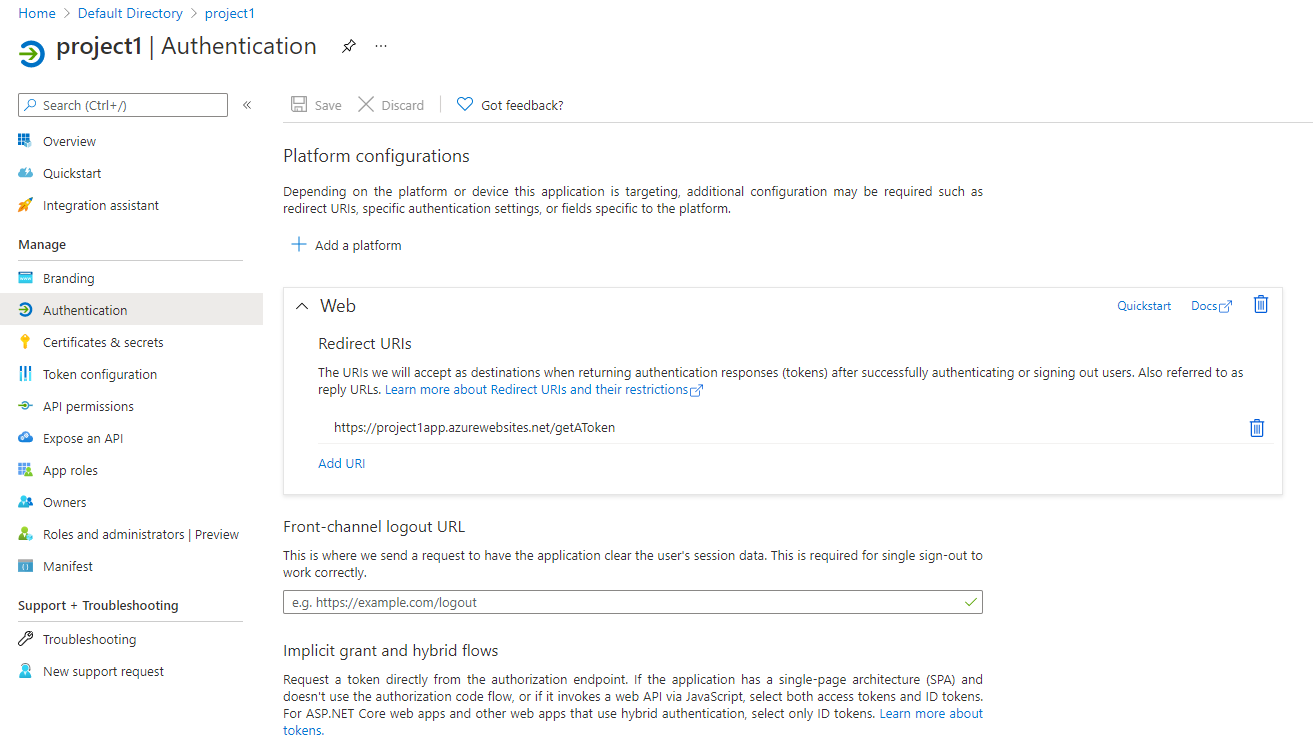 Home > Default Directory > project1
project1 | Authentication ...
Search (Ctrl+/) «
Overview
Quickstart
Integration assistant
Manage
Branding
Authentication
Certificates & secrets
Token configuration
API permissions
Expose an API
App roles
Owners
Roles and administrators | Preview
Manifest
Support + Troubleshooting
Troubleshooting
New support request
Save Discard | Got feedback?
Platform configurations
Depending on the platform or device this application is targeting, additional configuration may be required such as
redirect URIs, specific authentication settings, or fields specific to the platform.
+ Add a platform
Web Quickstart Docs
Redirect URIs
The URIs we will accept as destinations when returning authentication responses (tokens) after successfully authenticating or signing out users. Also referred to as
reply URLs. Learn more about Redirect URIs and their restrictions
https://project1app.azurewebsites.net/getAToken
Add URI
Front-channel logout URL
This is where we send a request to have the application clear the user's session data. This is required for single sign-out to
work correctly.
e.g. https://example.com/logout
Implicit grant and hybrid flows
Request a token directly from the authorization endpoint. If the application has a single-page architecture (SPA) and
doesn't use the authorization code flow, or if it invokes a web API via JavaScript, select both access tokens and ID tokens.
For ASP.NET Core web apps and other web apps that use hybrid authentication, select only ID tokens. Learn more about
tokens.